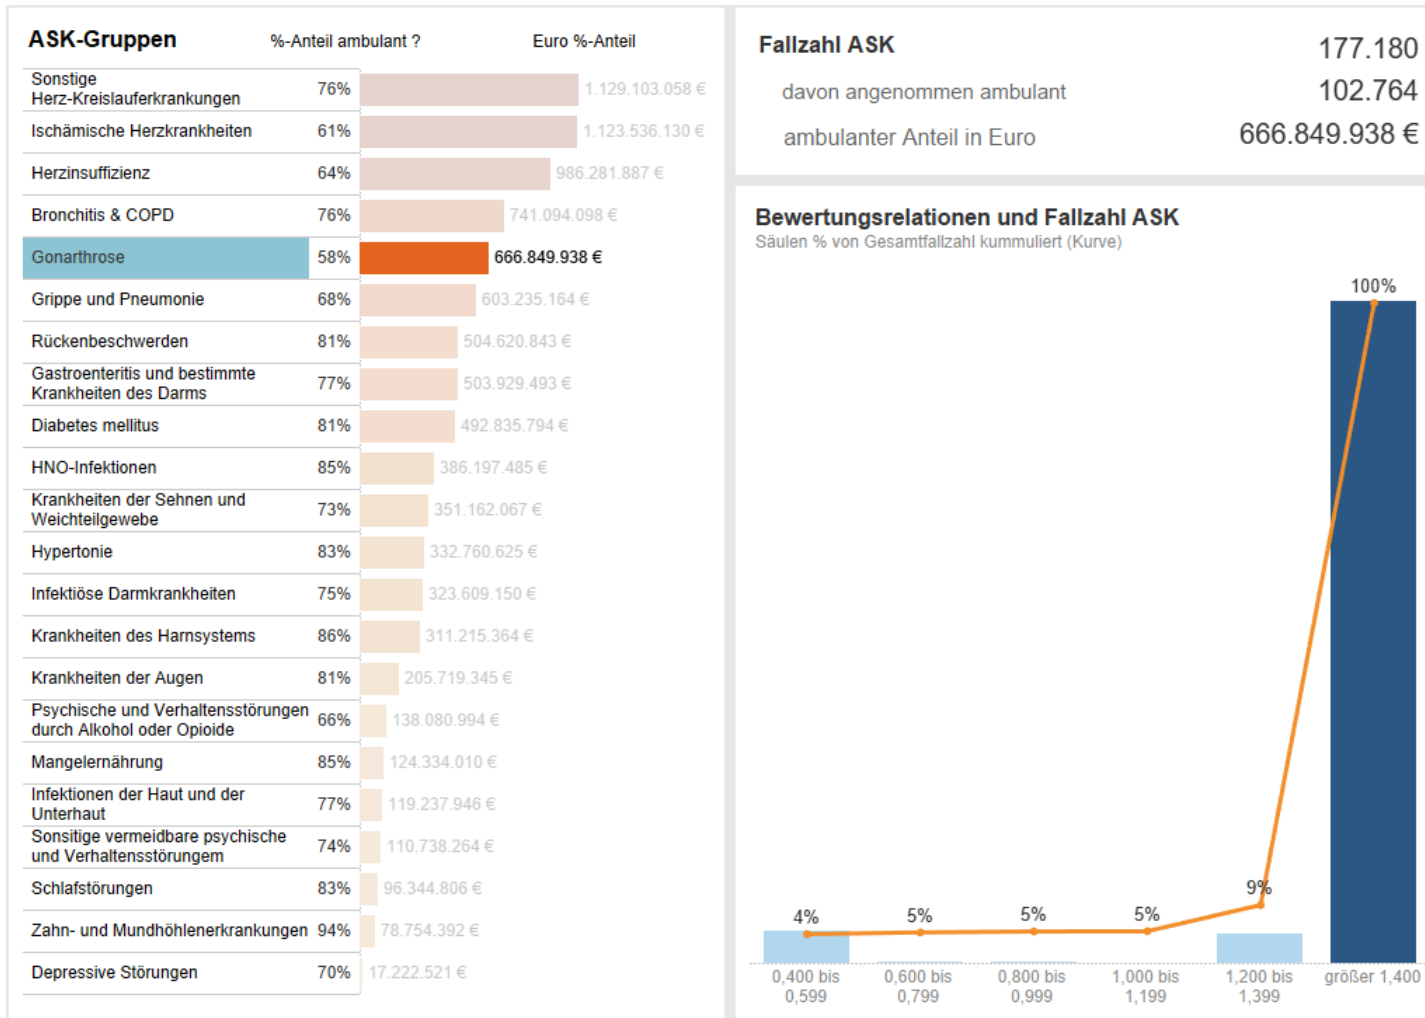 ASK-Gruppen %-Anteil ambulant ? Euro %-Anteil
Sonstige
Herz-Kreislauferkrankungen 76% 1.129.103.058 €
Ischämische Herzkrankheiten 61% 1.123.536.130 €
Herzinsuffizienz 64% 986.281.887 €
Bronchitis & COPD 76% 741.094.098 €
Gonarthrose 58% 666.849.938 €
Grippe und Pneumonie 68% 603.235.164 €
Rückenbeschwerden 81% 504.620.843 €
Gastroenteritis und bestimmte
Krankheiten des Darms 77% 503.929.493 €
Diabetes mellitus 81% 492.835.794 €
HNO-Infektionen 85% 386.197.485 €
Krankheiten der Sehnen und
Weichteilgewebe 73% 351.162.067 €
Hypertonie 83% 332.760.625 €
Infektiöse Darmkrankheiten 75% 323.609.150 €
Krankheiten des Harnsystems 86% 311.215.364 €
Krankheiten der Augen 81% 205.719.345 €
Psychische und Verhaltensstörungen
durch Alkohol oder Opioide 66% 138.080.994 €
Mangelernährung 85% 124.334.010 €
Infektionen der Haut und der
Unterhaut 77% 119.237.946 €
Sonsitige vermeidbare psychische
und Verhaltensstörungem 74% 110.738.264 €
Schlafstörungen 83% 96.344.806 €
Zahn- und Mundhöhlenerkrankungen 94% 78.754.392 €
Depressive Störungen 70% 17.222.521 €
Fallzahl ASK 177.180
davon angenommen ambulant 102.764
ambulanter Anteil in Euro 666.849.938 €
Bewertungsrelationen und Fallzahl ASK
Säulen % von Gesamtfallzahl kummuliert (Kurve)
100%
9%
4% 5% 5% 5%
0,400 bis 0,600 bis 0,800 bis 1,000 bis 1,200 bis größer 1,400
0,599 0,799 0,999 1,199 1,399